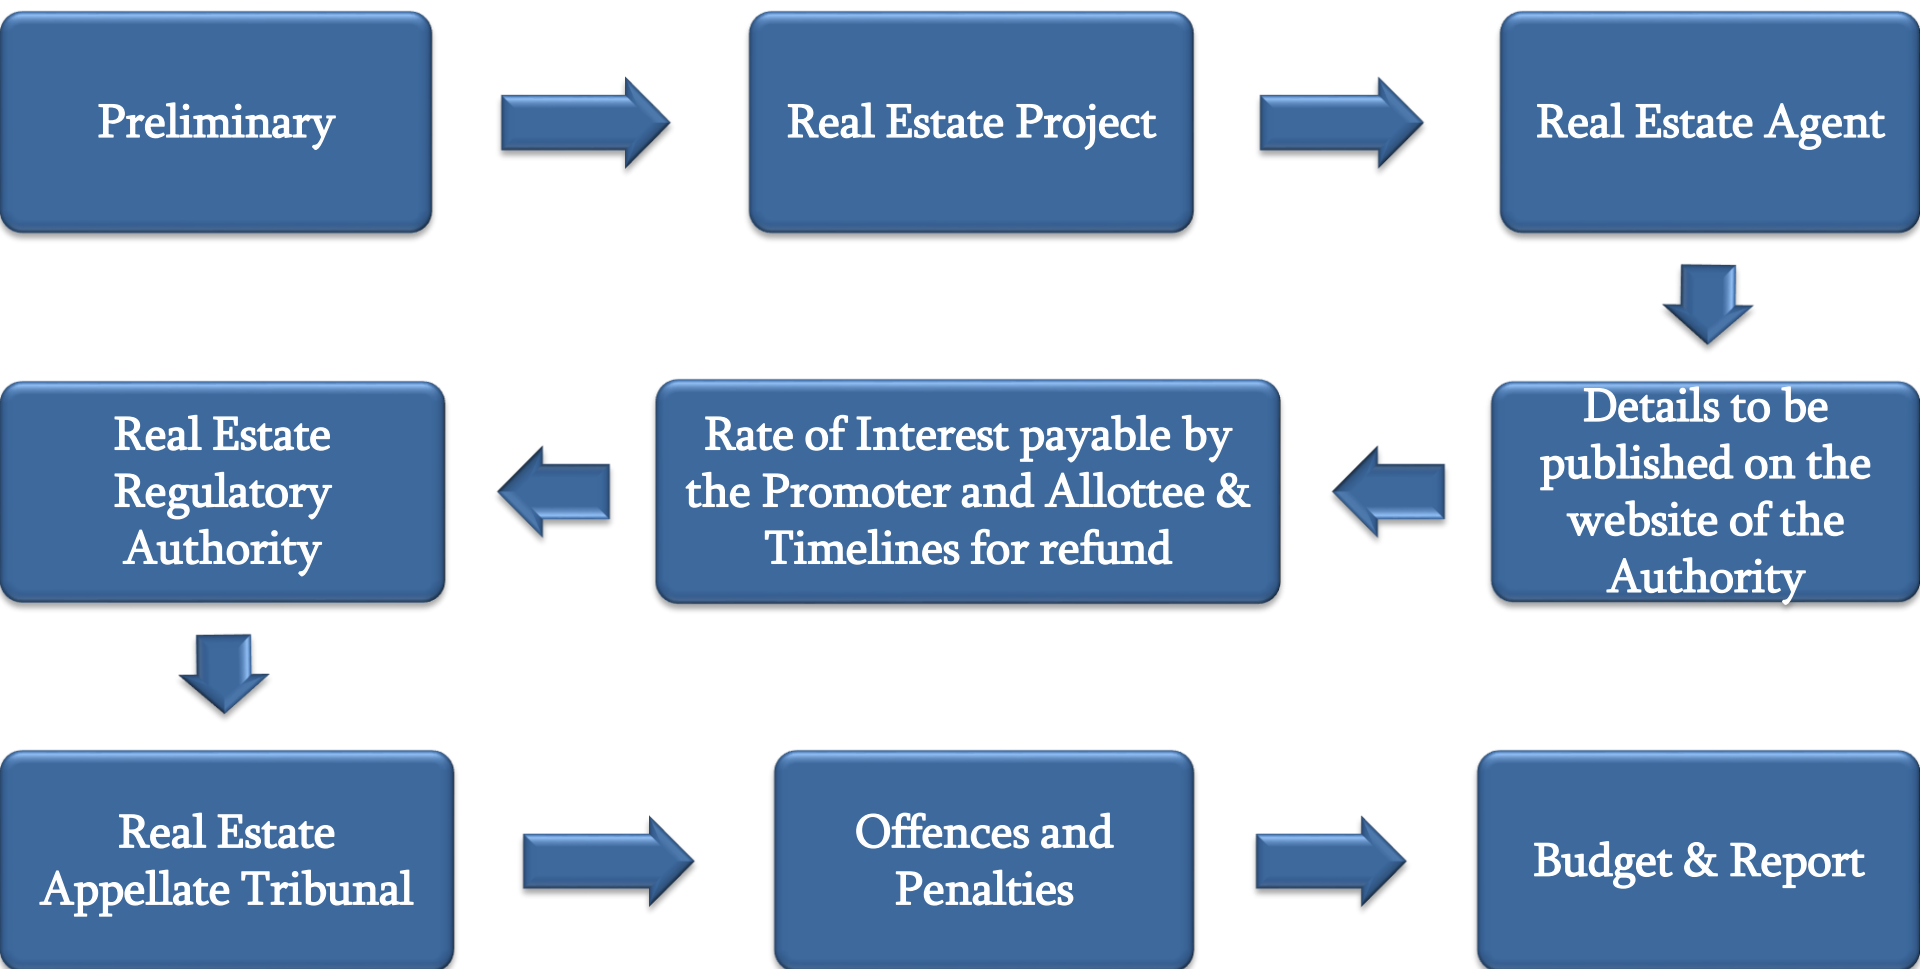 Preliminary
Real Estate Project
Real Estate Agent
Details to be
published on the
website of the
Authority
Rate of Interest payable by
the Promoter and Allottee &
Timelines for refund
Real Estate
Regulatory
Authority
Real Estate
Appellate Tribunal
Offences and
Penalties
Budget & Report